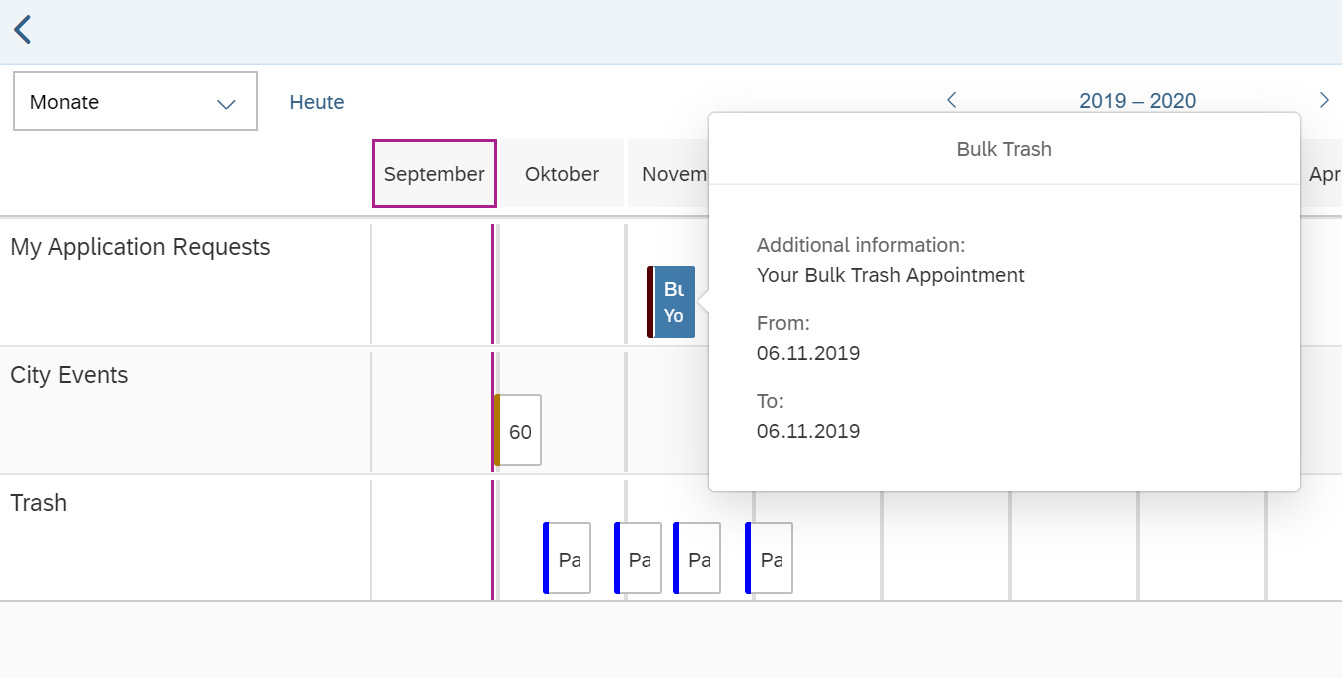 Monate
Heute
2019 – 2020
September
Oktober
Novem
Apr
Bulk Trash
Additional information:
Your Bulk Trash Appointment
From:
06.11.2019
To:
06.11.2019
My Application Requests
Bu
Yo
City Events
60
Trash
Pa
Pa
Pa
Pa